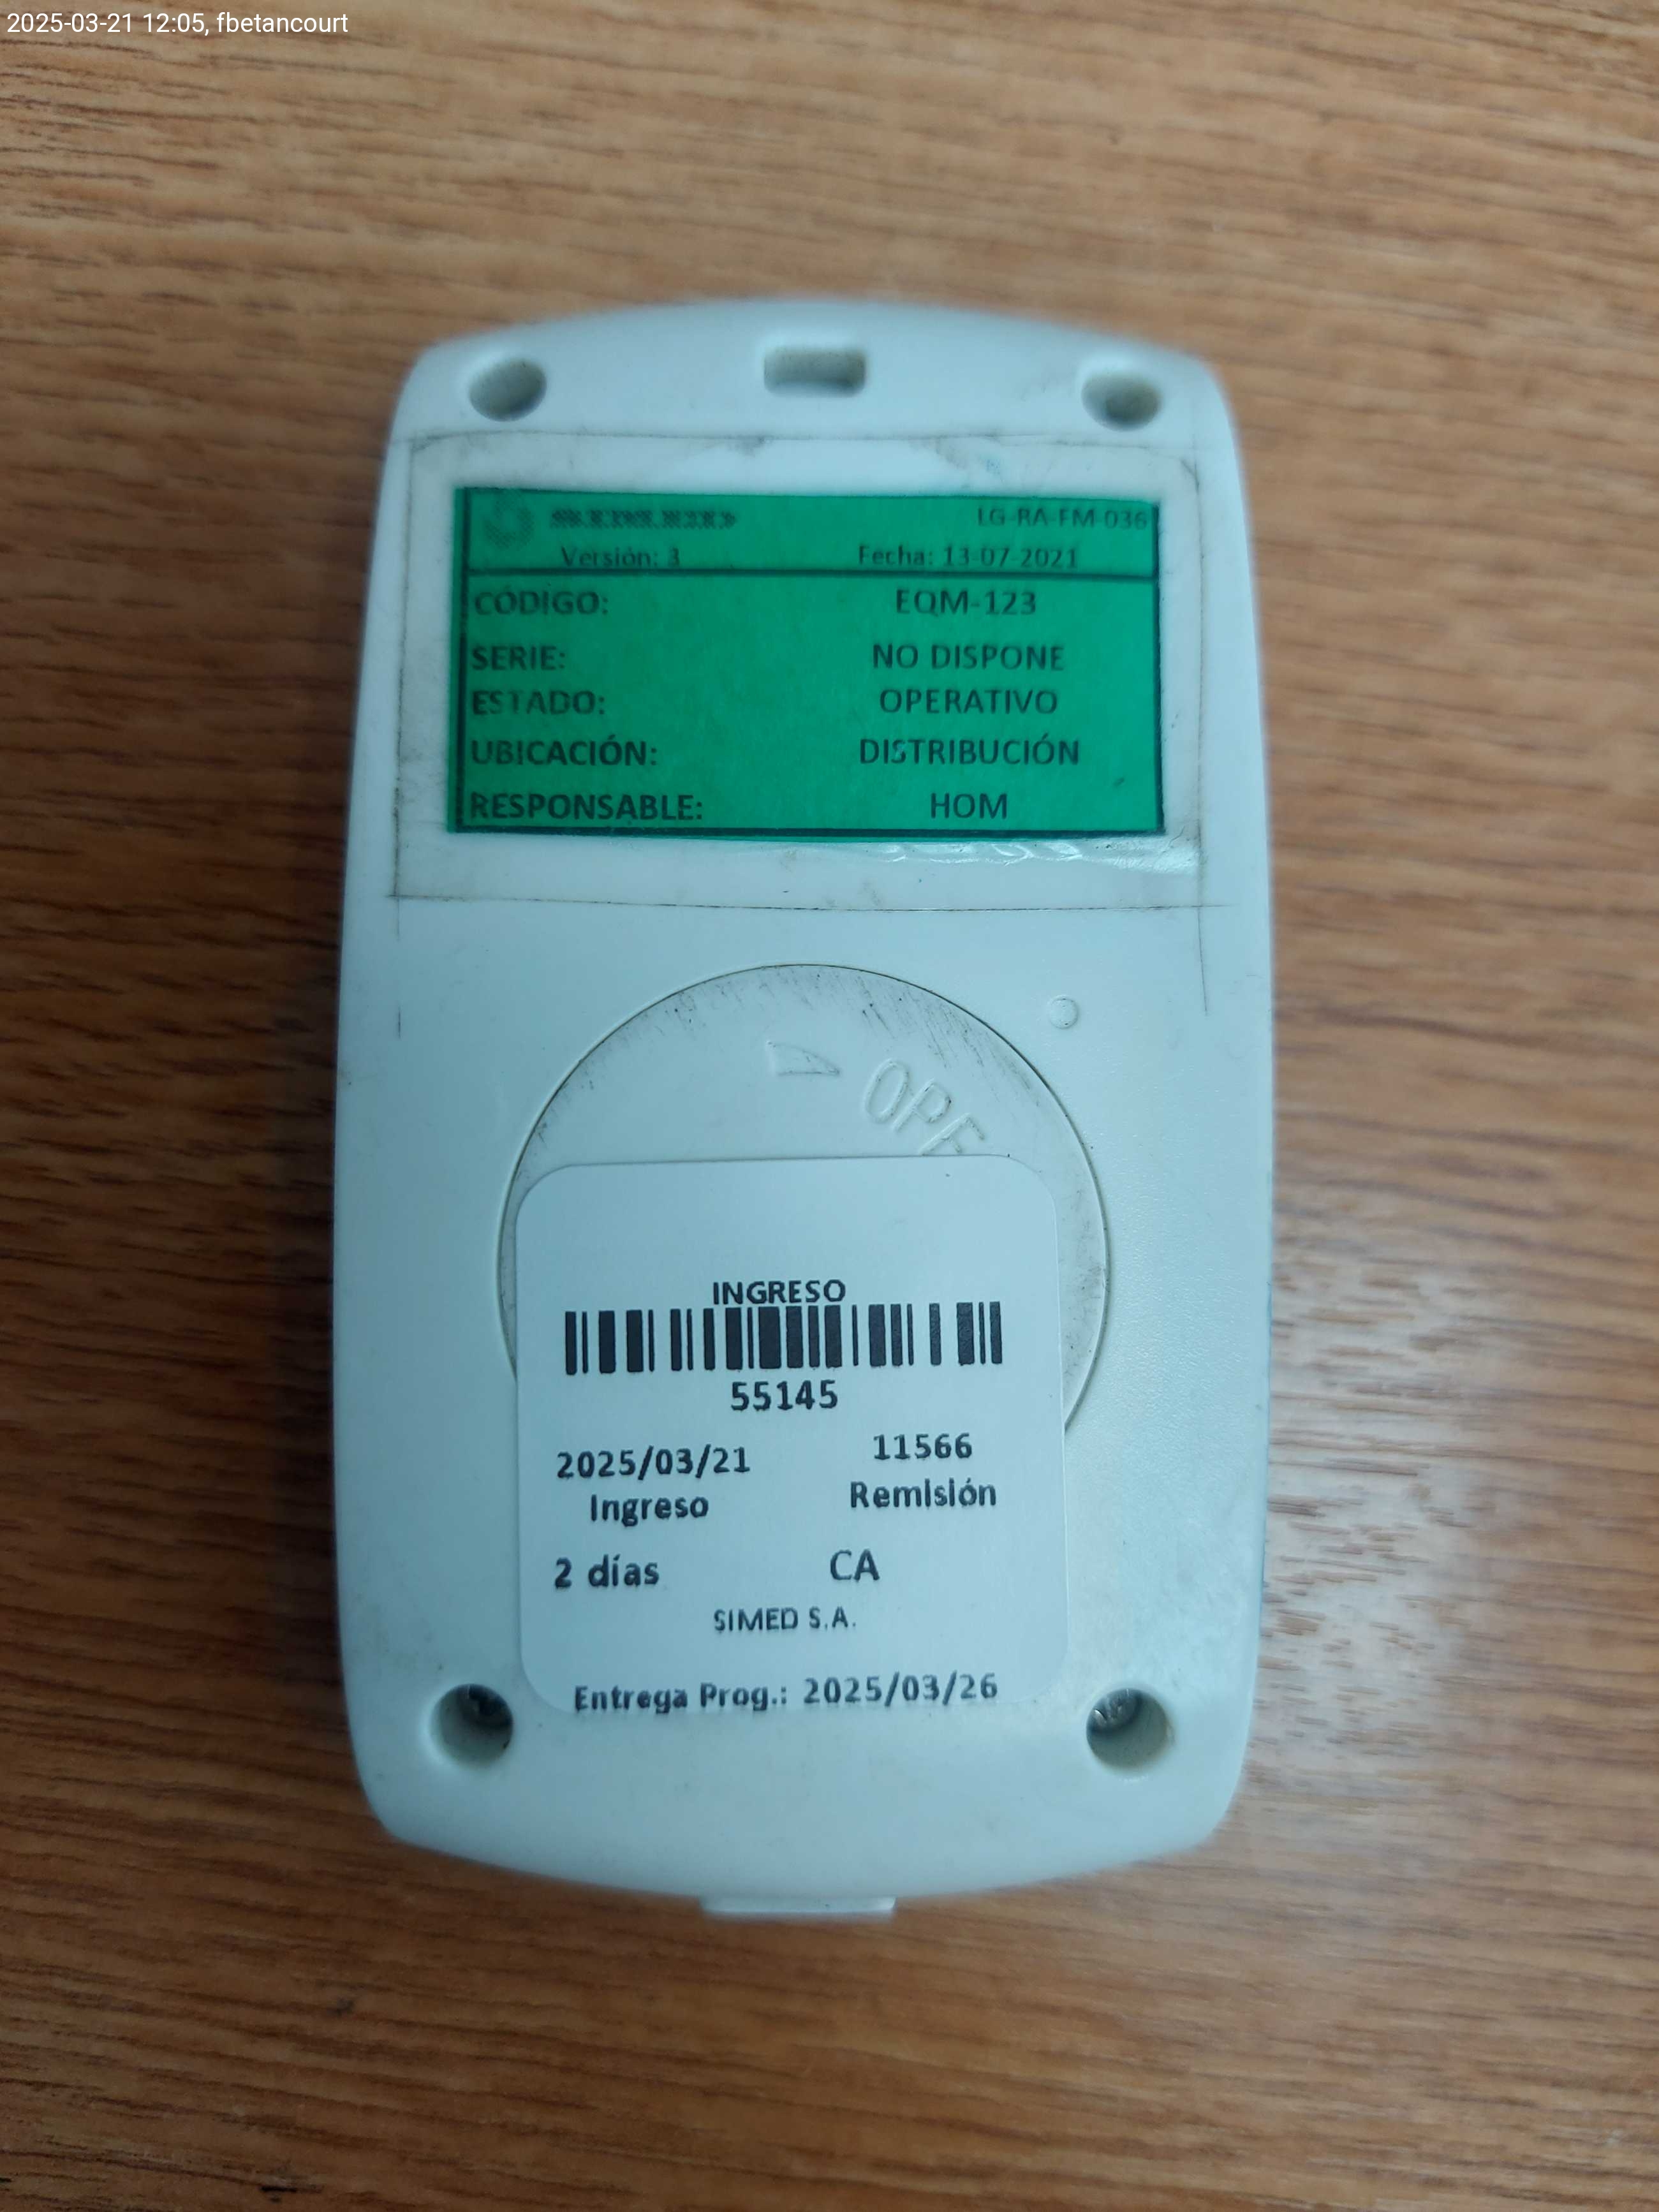 2025-03-21 12:05, fbetancourt
LG-RA-FM-036
Versión: 3 Fecha: 13-07-2021
CÓDIGO: EQM-123
SERIE: NO DISPONE
ESTADO: OPERATIVO
UBICACIÓN: DISTRIBUCIÓN
RESPONSABLE: HOM
INGRESO
55145
2025/03/21 11566
Ingreso Remisión
2 días CA
SIMED S.A.
Entrega Prog.: 2025/03/26